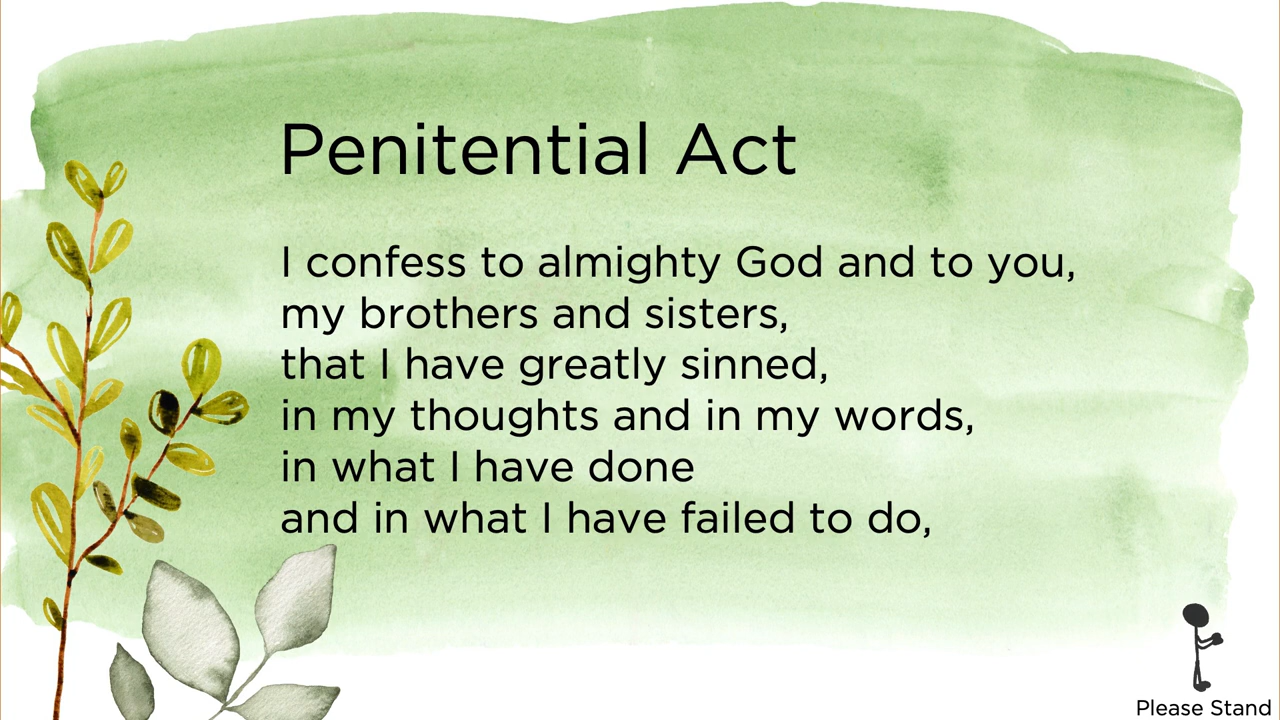 Penitential Act
I confess to almighty God and to you,
my brothers and sisters,
that I have greatly sinned,
in my thoughts and in my words,
in what I have done
and in what I have failed to do,
Please Stand